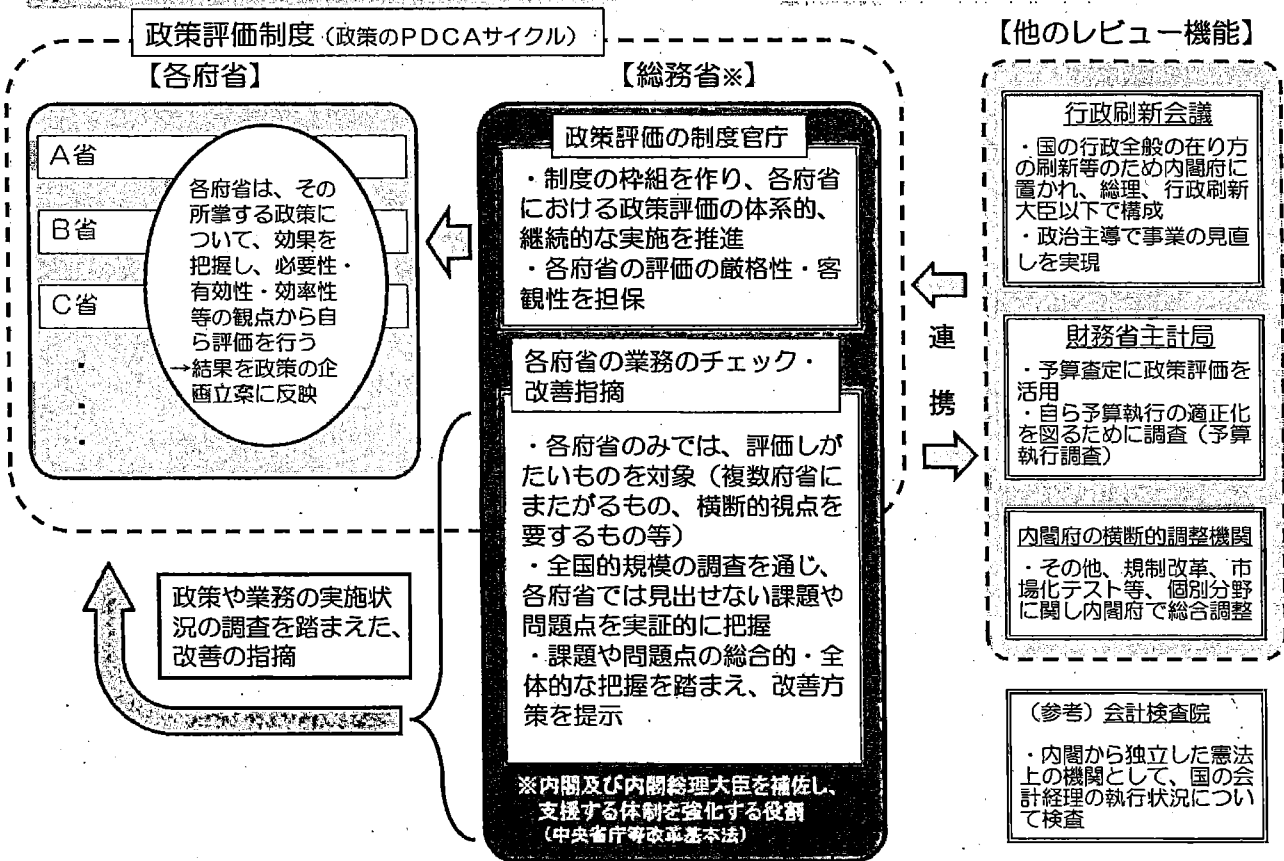 政策評価制度(政策のPDCAサイクル)
【各府省】
A省
B省
C省
・
・
・
各府省は、その
所掌する政策に
ついて、効果を
把握し、必要性・
有効性・効率性
等の観点から自
ら評価を行う
→結果を政策の企
画立案に反映
【総務省※】
政策評価の制度官庁
・制度の枠組を作り、各府省
における政策評価の体系的、
継続的な実施を推進
・各府省の評価の厳格性・客
観性を担保
各府省の業務のチェック・
改善指摘
・各府省のみでは、評価しが
たいものを対象(複数府省に
またがるもの、横断的視点を
要するもの等)
・全国的規模の調査を通じ、
各府省では見出せない課題や
問題点を実証的に把握
・課題や問題点の総合的・全
体的な把握を踏まえ、改善方
策を提示
※内閣及び内閣総理大臣を補佐し、
支援する体制を強化する役割
(中央省庁等改革基本法)
政策や業務の実施状
況の調査を踏まえた、
改善の指摘
連
携
【他のレビュー機能】
行政刷新会議
・国の行政全般の在り方
の刷新等のため内閣府に
置かれ、総理、行政刷新
大臣以下で構成
・政治主導で事業の見直
しを実現
財務省主計局
・予算査定に政策評価を
活用
・自ら予算執行の適正化
を図るために調査(予算
執行調査)
内閣府の横断的調整機関
・その他、規制改革、市
場化テスト等、個別分野
に関し内閣府で総合調整
(参考)会計検査院
・内閣から独立した憲法
上の機関として、国の会
計経理の執行状況につい
て検査